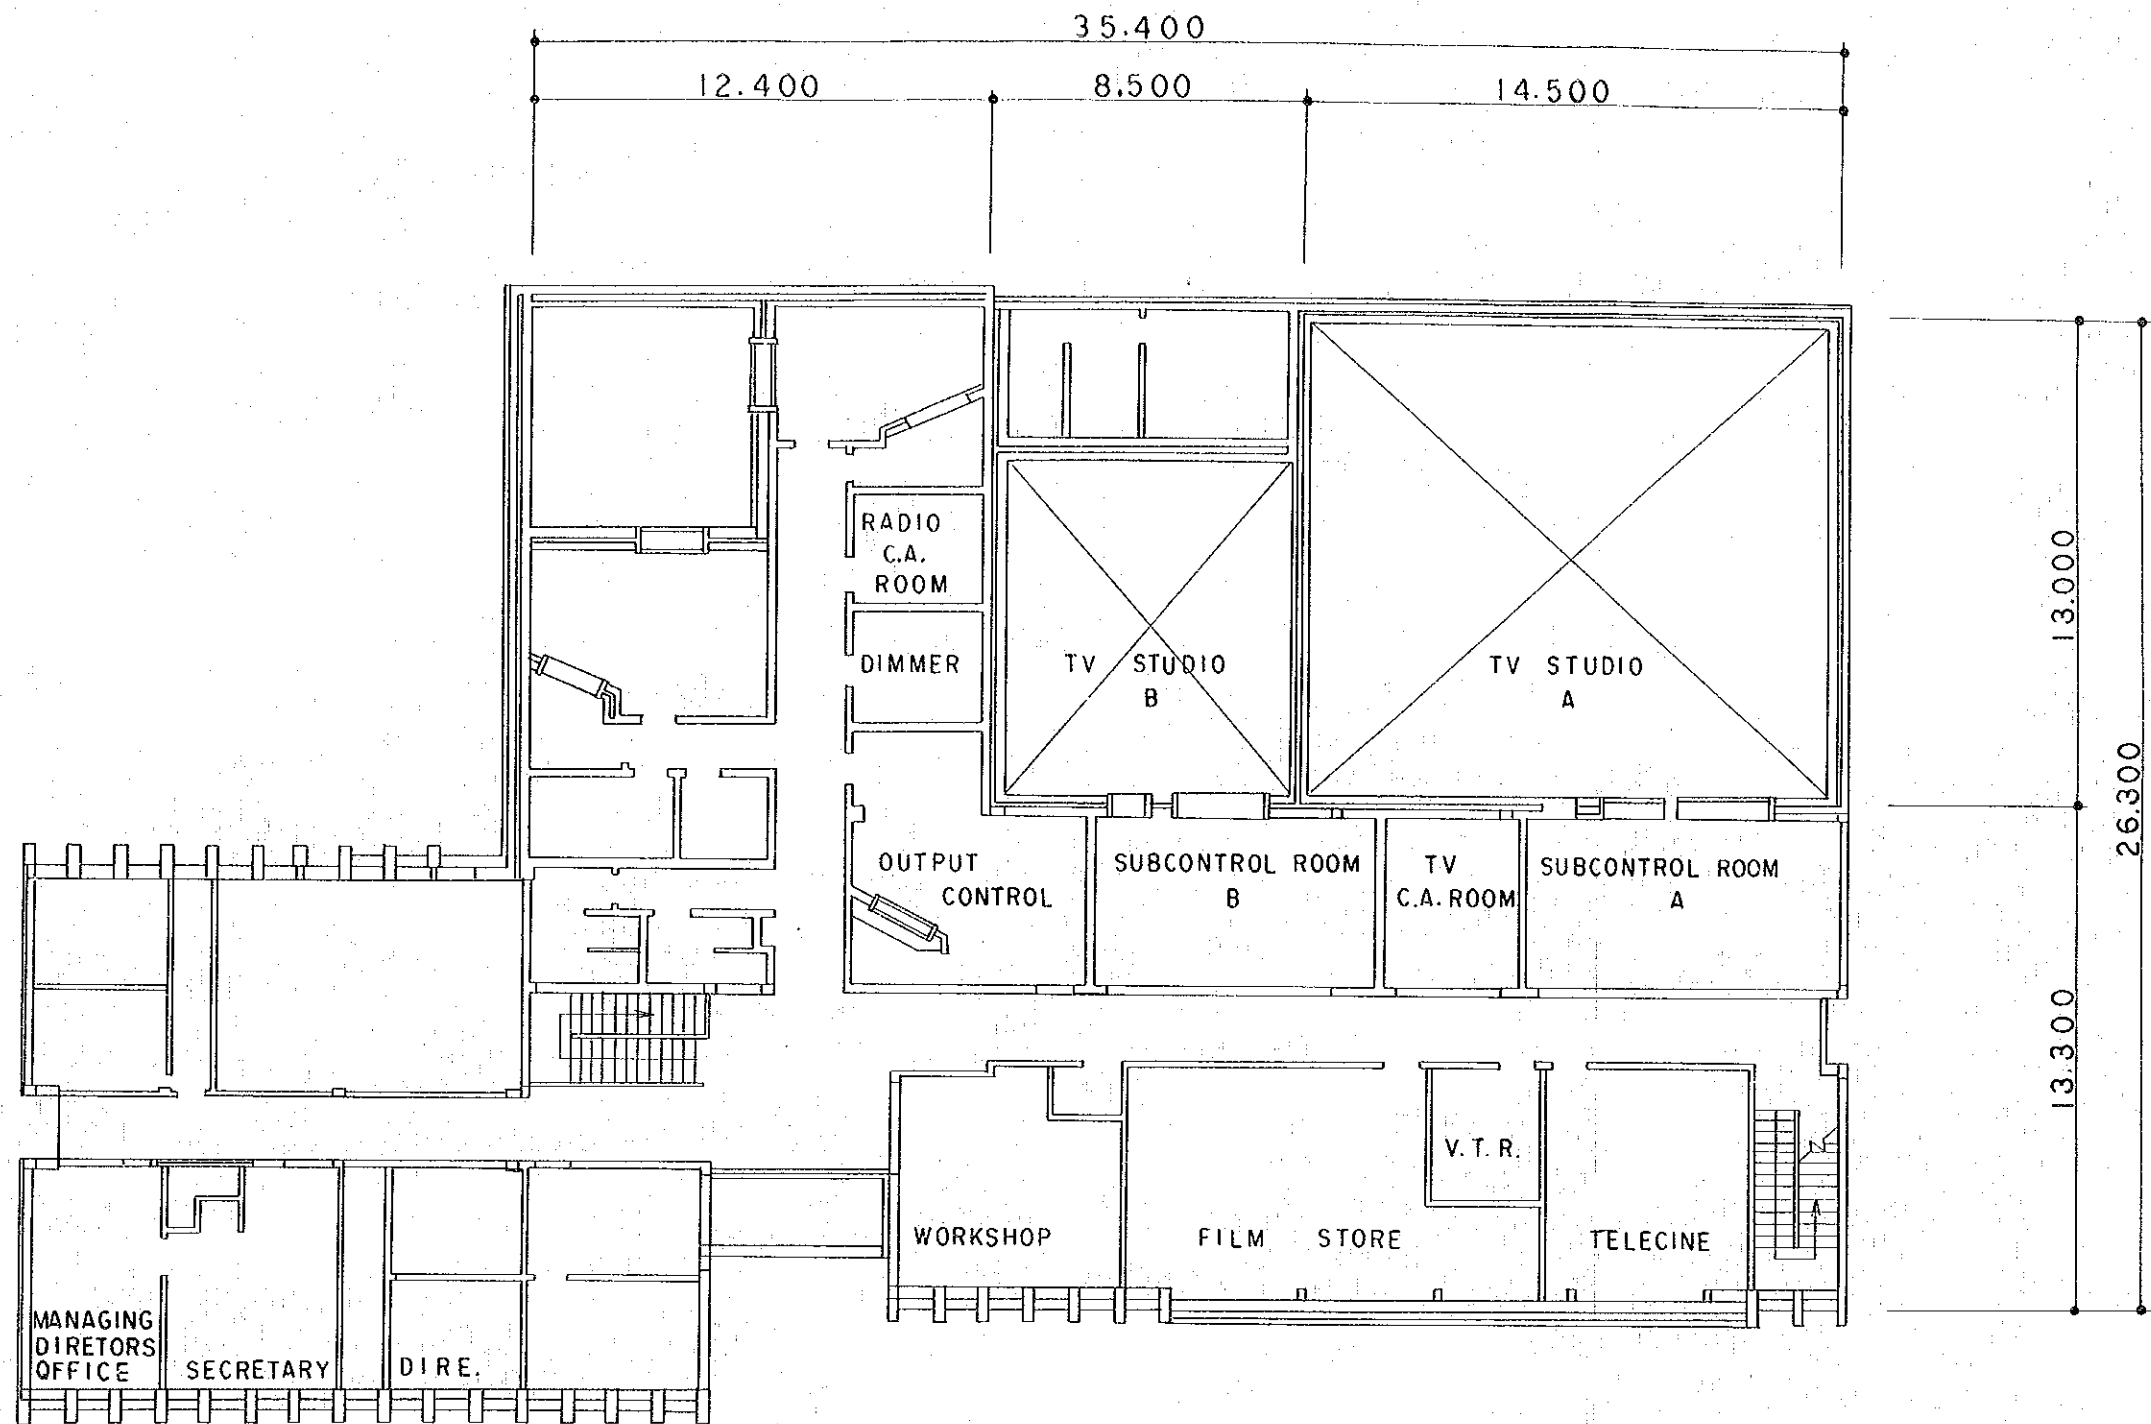 35.400
12.400
8.500
14.500
13.000
26.300
13.300
RADIO
C.A.
ROOM
DIMMER
TV STUDIO
B
TV STUDIO
A
OUTPUT
CONTROL
SUBCONTROL ROOM
B
TV
C.A. ROOM
SUBCONTROL ROOM
A
V.T.R.
WORKSHOP
FILM STORE
TELECINE
MANAGING
DIRETORS
OFFICE
SECRETARY
DIRE.